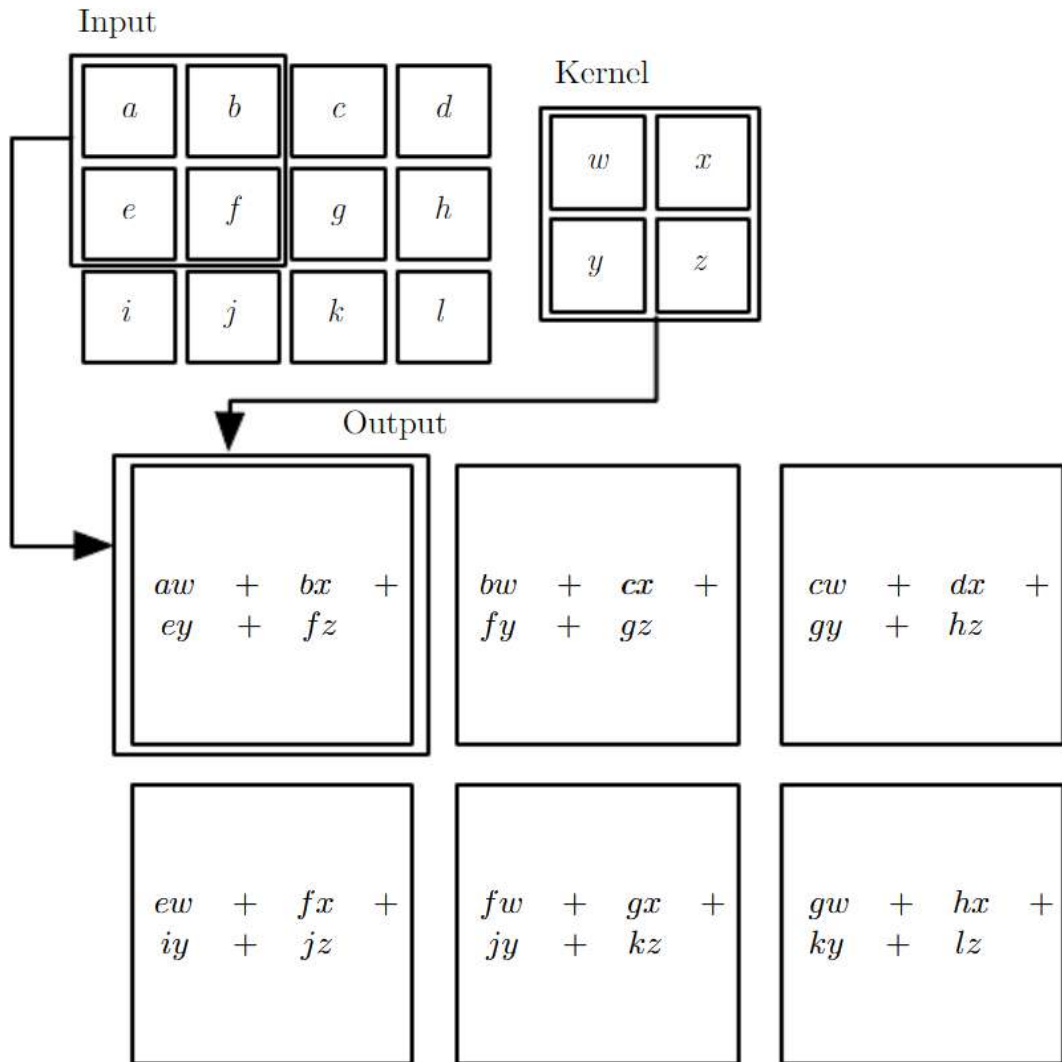 Input
Kernel
a b c d
w x
e f g h
y z
i j k l
Output
aw + bx +
ey + fz
bw + cx +
fy + gz
cw + dx +
gy + hz
ew + fx +
iy + jz
fw + gx +
jy + kz
gw + hx +
ky + lz